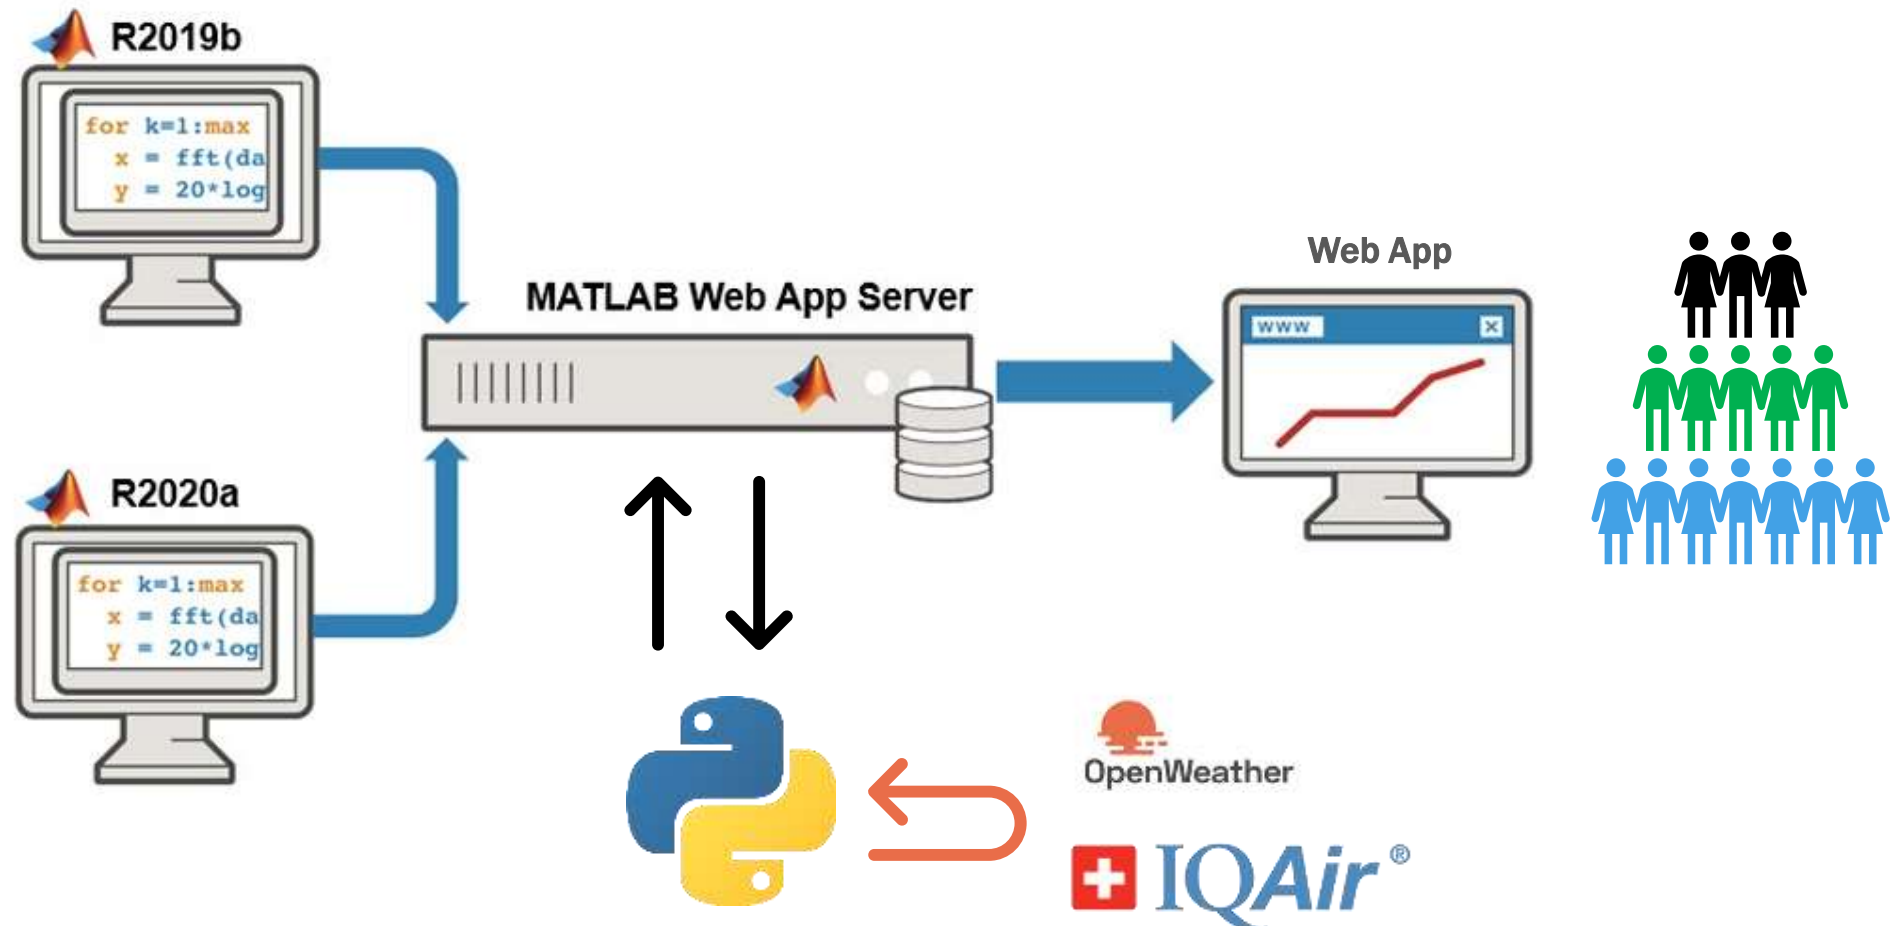 R2019b
for k=1:max
x = fft(da
y = 20*log
MATLAB Web App Server
Web App
www
R2020a
for k=1:max
x = fft(da
y = 20*log
OpenWeather
IQAir®